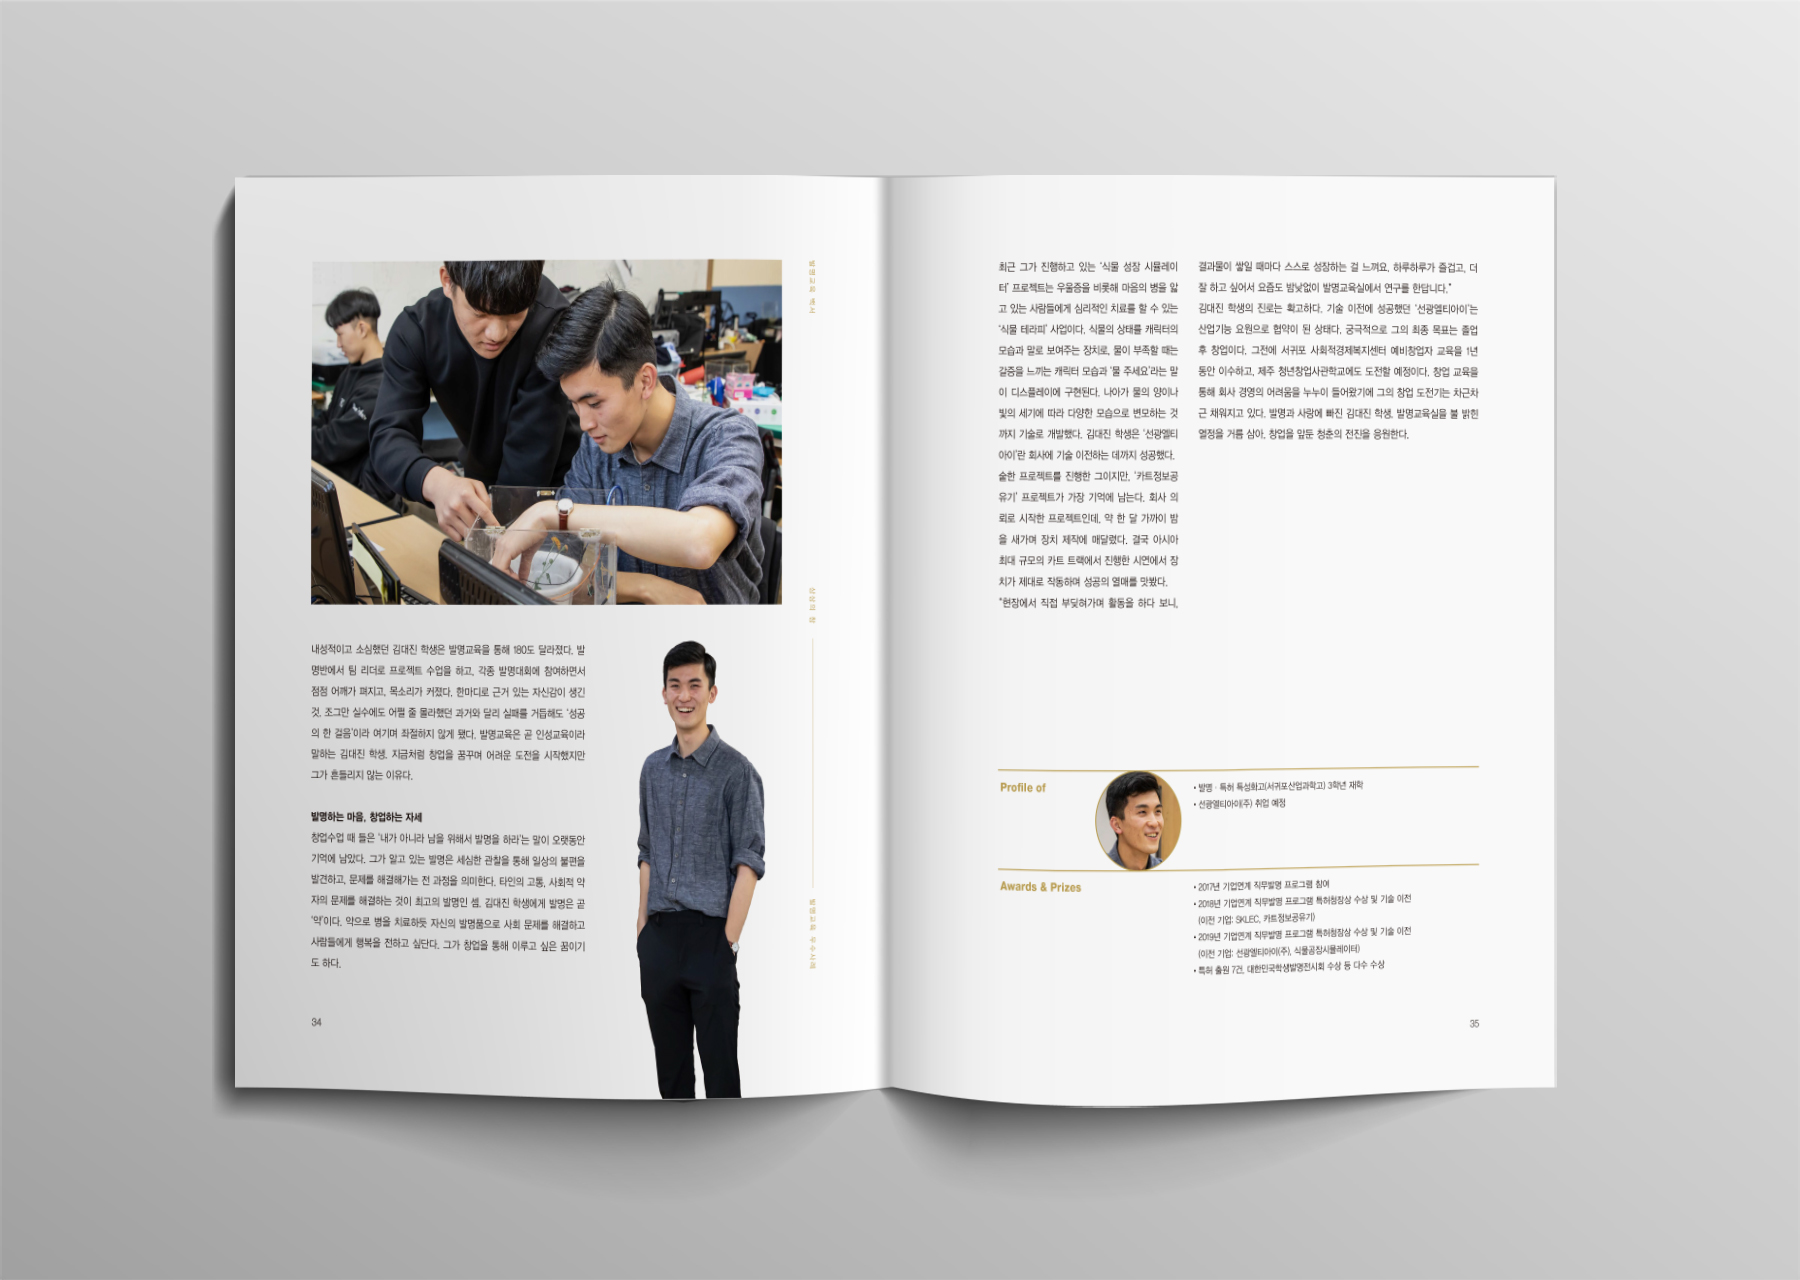 발명교육 백서
상상의 힘
발명교육 우수사례
내성적이고 소심했던 김대진 학생은 발명교육을 통해 180도 달라졌다. 발
명반에서 팀 리더로 프로젝트 수업을 하고, 각종 발명대회에 참여하면서
점점 어깨가 펴지고, 목소리가 커졌다. 한마디로 근거 있는 자신감이 생긴
것. 조그만 실수에도 어쩔 줄 몰라했던 과거와 달리 실패를 거듭해도 ‘성공
의 한 걸음’이라 여기며 좌절하지 않게 됐다. 발명교육은 곧 인성교육이라
말하는 김대진 학생. 지금처럼 창업을 꿈꾸며 어려운 도전을 시작했지만
그가 흔들리지 않는 이유다.
발명하는 마음, 창업하는 자세
창업수업 때 들은 ‘내가 아니라 남을 위해서 발명을 하라’는 말이 오랫동안
기억에 남았다. 그가 알고 있는 발명은 세심한 관찰을 통해 일상의 불편을
발견하고, 문제를 해결해가는 전 과정을 의미한다. 타인의 고통, 사회적 약
자의 문제를 해결하는 것이 최고의 발명인 셈. 김대진 학생에게 발명은 곧
‘약’이다. 약으로 병을 치료하듯 자신의 발명품으로 사회 문제를 해결하고
사람들에게 행복을 전하고 싶단다. 그가 창업을 통해 이루고 싶은 꿈이기
도 하다.
34
최근 그가 진행하고 있는 ‘식물 성장 시뮬레이
터’ 프로젝트는 우울증을 비롯해 마음의 병을 앓
고 있는 사람들에게 심리적인 치료를 할 수 있는
‘식물 테라피’ 사업이다. 식물의 상태를 캐릭터의
모습과 말로 보여주는 장치로, 물이 부족할 때는
갈증을 느끼는 캐릭터 모습과 ‘물 주세요’라는 말
이 디스플레이에 구현된다. 나아가 물의 양이나
빛의 세기에 따라 다양한 모습으로 변모하는 것
까지 기술로 개발했다. 김대진 학생은 ‘선광엘티
아이’란 회사에 기술 이전하는 데까지 성공했다.
숱한 프로젝트를 진행한 그이지만, ‘카트정보공
유기’ 프로젝트가 가장 기억에 남는다. 회사 의
뢰로 시작한 프로젝트인데, 약 한 달 가까이 밤
을 새가며 장치 제작에 매달렸다. 결국 아시아
최대 규모의 카트 트랙에서 진행한 시연에서 장
치가 제대로 작동하며 성공의 열매를 맛봤다.
“현장에서 직접 부딪혀가며 활동을 하다 보니,
결과물이 쌓일 때마다 스스로 성장하는 걸 느껴요. 하루하루가 즐겁고, 더
잘 하고 싶어서 요즘도 밤낮없이 발명교육실에서 연구를 한답니다.”
김대진 학생의 진로는 확고하다. 기술 이전에 성공했던 ‘선광엘티아이’는
산업기능 요원으로 협약이 된 상태다. 궁극적으로 그의 최종 목표는 졸업
후 창업이다. 그전에 서귀포 사회적경제복지센터 예비창업자 교육을 1년
동안 이수하고, 제주 청년창업사관학교에도 도전할 예정이다. 창업 교육을
통해 회사 경영의 어려움을 누누이 들어왔기에 그의 창업 도전기는 차근차
근 채워지고 있다. 발명과 사랑에 빠진 김대진 학생. 발명교육실을 불 밝힌
열정을 거름 삼아, 창업을 앞둔 청춘의 전진을 응원한다.
Profile of
• 발명 · 특허 특성화고(서귀포산업과학고) 3학년 재학
• 선광엘티아이(주) 취업 예정
Awards & Prizes
• 2017년 기업연계 직무발명 프로그램 참여
• 2018년 기업연계 직무발명 프로그램 특허청장상 수상 및 기술 이전
(이전 기업: SKLEC, 카트정보공유기)
• 2019년 기업연계 직무발명 프로그램 특허청장상 수상 및 기술 이전
(이전 기업: 선광엘티아이(주), 식물공장시뮬레이터)
• 특허 출원 7건, 대한민국학생발명전시회 수상 등 다수 수상
35